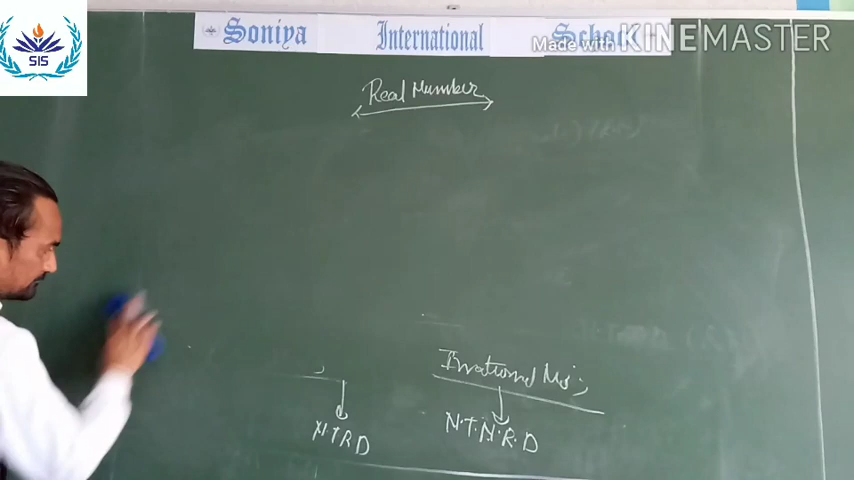 SIS
Soniya International School
Made with KINEMASTER
Real Number
Irrational No;
N.T.R.D
N.T.N.R.D